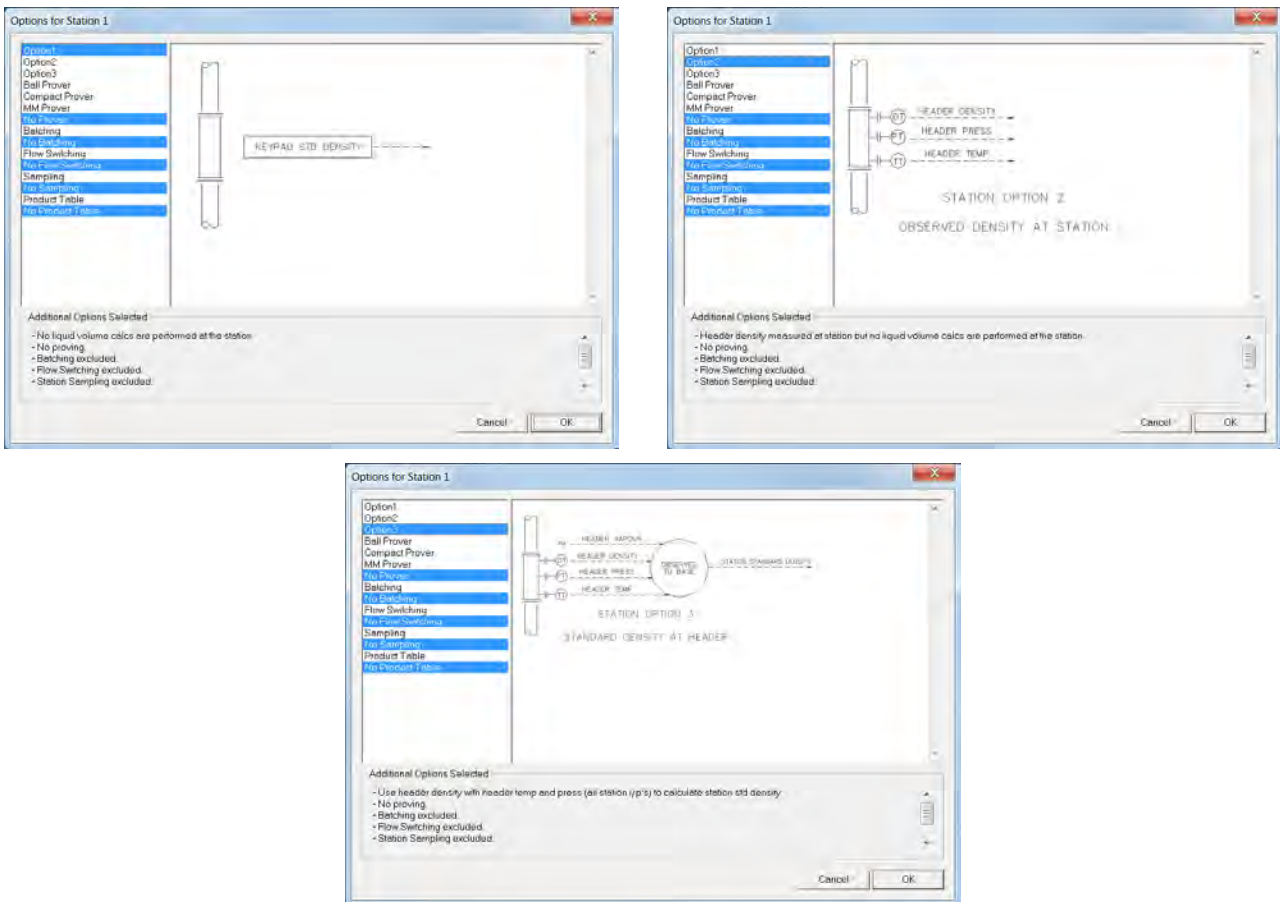 Options for Station 1
Option1
Option2
Option3
Ball Prover
Compact Prover
MM Prover
No Prover
Batching
No Batching
Flow Switching
No Flow Switching
Sampling
No Sampling
Product Table
No Product Table
KEYPAD STD DENSITY
Additional Options Selected
- No liquid volume calcs are performed at the station
- No proving.
- Batching excluded.
- Flow Switching excluded.
- Station Sampling excluded.
Cancel
OK
Options for Station 1
Option1
Option2
Option3
Ball Prover
Compact Prover
MM Prover
No Prover
Batching
No Batching
Flow Switching
No Flow Switching
Sampling
No Sampling
Product Table
No Product Table
DT HEADER DENSITY
PT HEADER PRESS
TT HEADER TEMP
STATION OPTION 2
OBSERVED DENSITY AT STATION
Additional Options Selected
- Header density measured at station but no liquid volume calcs are performed at the station
- No proving.
- Batching excluded.
- Flow Switching excluded.
- Station Sampling excluded.
Cancel
OK
Options for Station 1
Option1
Option2
Option3
Ball Prover
Compact Prover
MM Prover
No Prover
Batching
No Batching
Flow Switching
No Flow Switching
Sampling
No Sampling
Product Table
No Product Table
HEADER VAPOUR
DT HEADER DENSITY
PT HEADER PRESS
TT HEADER TEMP
TO BASE
STATION STANDARD DENSITY
STATION OPTION 3
STANDARD DENSITY AT HEADER
Additional Options Selected
- Use header density with header temp and press (all station i/p's) to calculate station std density
- No proving.
- Batching excluded.
- Flow Switching excluded.
- Station Sampling excluded.
Cancel
OK